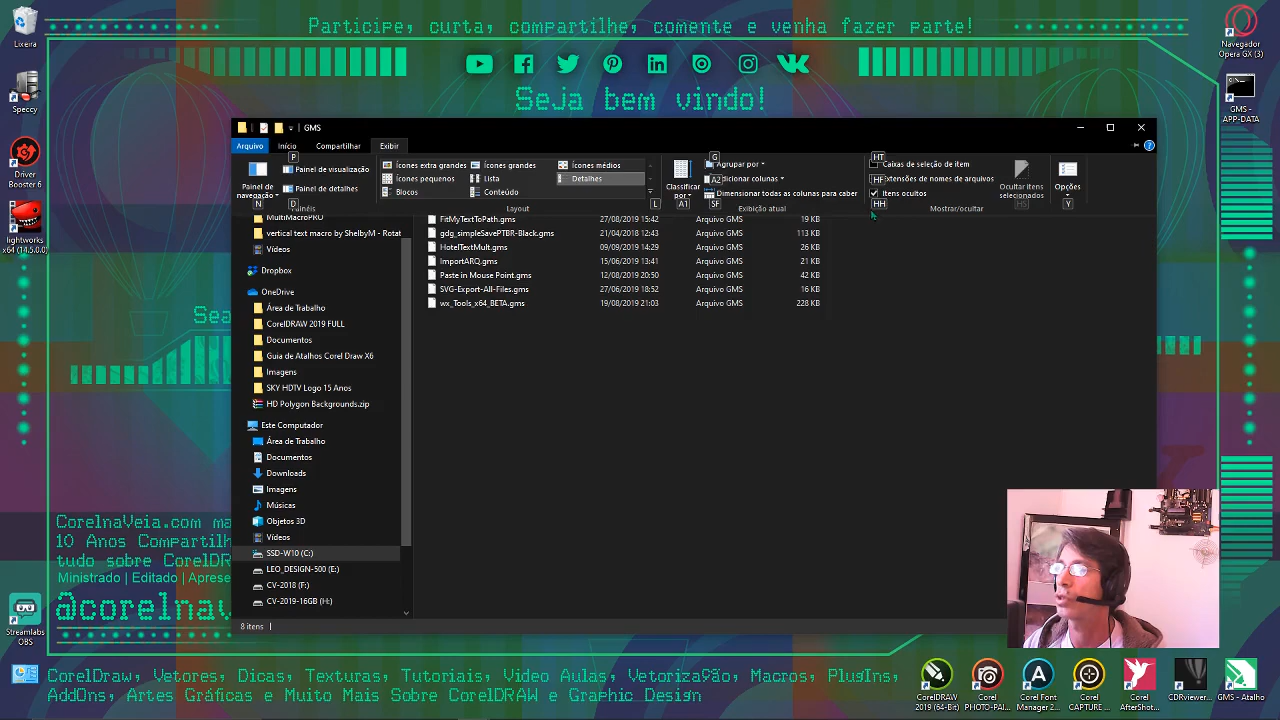 Participe, curta, compartilhe, comente e venha fazer parte!
Seja bem vindo!
Lixeira
Speccy
Driver
Booster 6
lightworks
x64 (14.5.0.0)
Streamlabs
OBS
Navegador
Opera GX (3)
GMS -
APP-DATA
GMS
Arquivo
Início
Compartilhar
Exibir
P
Painel de
navegação
Painel de visualização
Painel de detalhes
N
D
Painéis
Ícones extra grandes
Ícones grandes
Ícones médios
Ícones pequenos
Lista
Detalhes
Blocos
Conteúdo
L
Layout
Classificar
por
A1
G
Agrupar por
A2
Adicionar colunas
Dimensionar todas as colunas para caber
SF
Exibição atual
HT
Caixas de seleção de item
HF
Extensões de nomes de arquivos
Itens ocultos
HH
Ocultar itens
selecionados
HS
Mostrar/ocultar
Opções
Y
MultiMacroPRO
vertical text macro by ShelbyM - Rotat
Vídeos
Dropbox
OneDrive
Área de Trabalho
CorelDRAW 2019 FULL
Documentos
Guia de Atalhos Corel Draw X6
Imagens
SKY HDTV Logo 15 Anos
HD Polygon Backgrounds.zip
Este Computador
Área de Trabalho
Documentos
Downloads
Imagens
Músicas
Objetos 3D
Vídeos
SSD-W10 (C:)
LEO_DESIGN-500 (E:)
CV-2018 (F:)
CV-2019-16GB (H:)
FitMyTextToPath.gms 27/08/2019 15:42 Arquivo GMS 19 KB
gdg_simpleSavePTBR-Black.gms 21/04/2018 12:43 Arquivo GMS 113 KB
HotelTextMult.gms 09/09/2019 14:29 Arquivo GMS 26 KB
ImportARQ.gms 15/06/2019 13:41 Arquivo GMS 21 KB
Paste in Mouse Point.gms 12/08/2019 20:50 Arquivo GMS 42 KB
SVG-Export-All-Files.gms 27/06/2019 18:52 Arquivo GMS 16 KB
wx_Tools_x64_BETA.gms 19/08/2019 21:03 Arquivo GMS 228 KB
8 itens
Sea
CorelnaVeia.com ma
10 Anos Compartilh
tudo sobre CorelDR
Ministrado | Editado | Aprese
@corelnav
CorelDraw, Vetores, Dicas, Texturas, Tutoriais, Video Aulas, Vetorização, Macros, PlugIns,
AddOns, Artes Gráficas e Muito Mais Sobre CorelDRAW e Graphic Design
CorelDRAW
2019 (64-Bit)
Corel
PHOTO-PAI...
Corel Font
Manager 2...
Corel
CAPTURE...
Corel
AfterShot...
CDRviewer...
GMS - Atalho